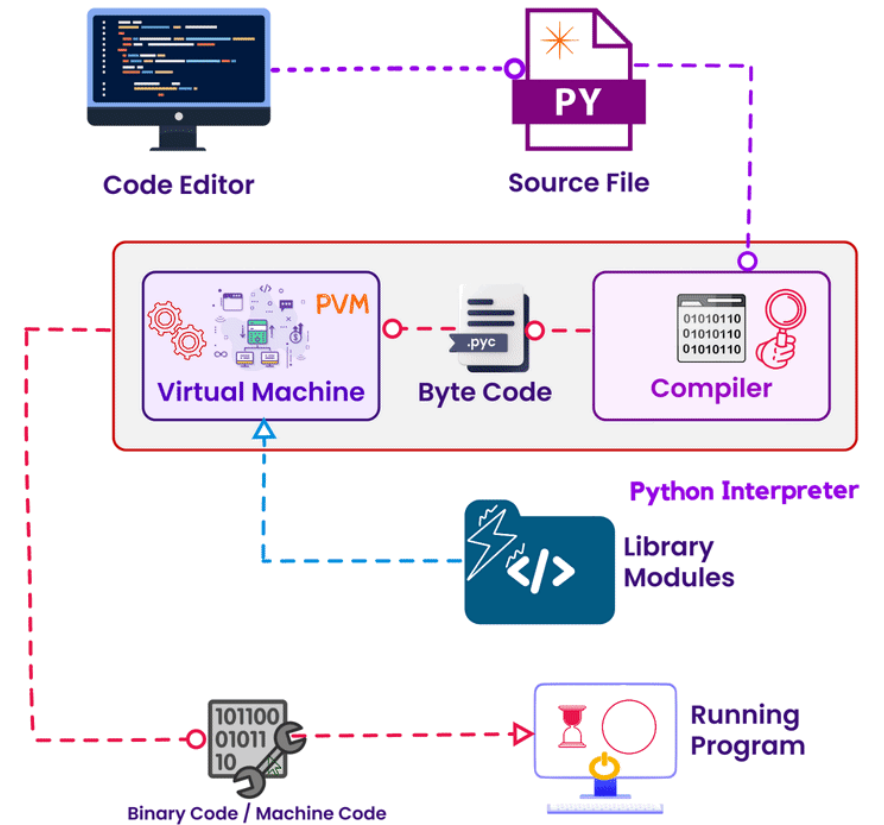 PY
Code Editor
Source File
PVM
.pyc
01010110
01010110
01010110
Virtual Machine
Byte Code
Compiler
Python Interpreter
</>
Library
Modules
101100
01011
10
Running
Program
Binary Code / Machine Code